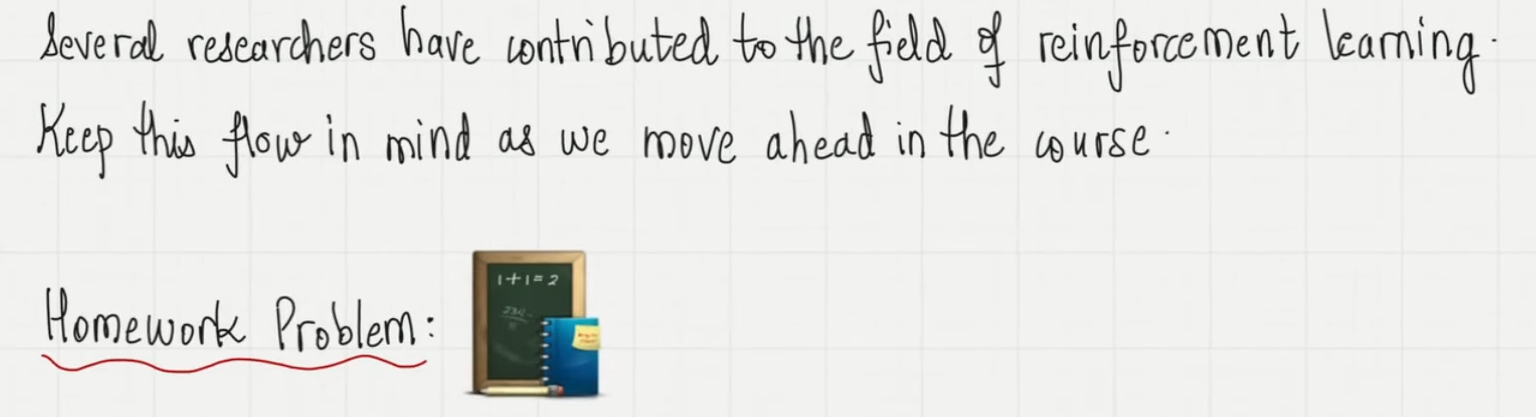 Several researchers have contributed to the field of reinforcement learning.
Keep this flow in mind as we move ahead in the course.
Homework Problem:
1+1=2